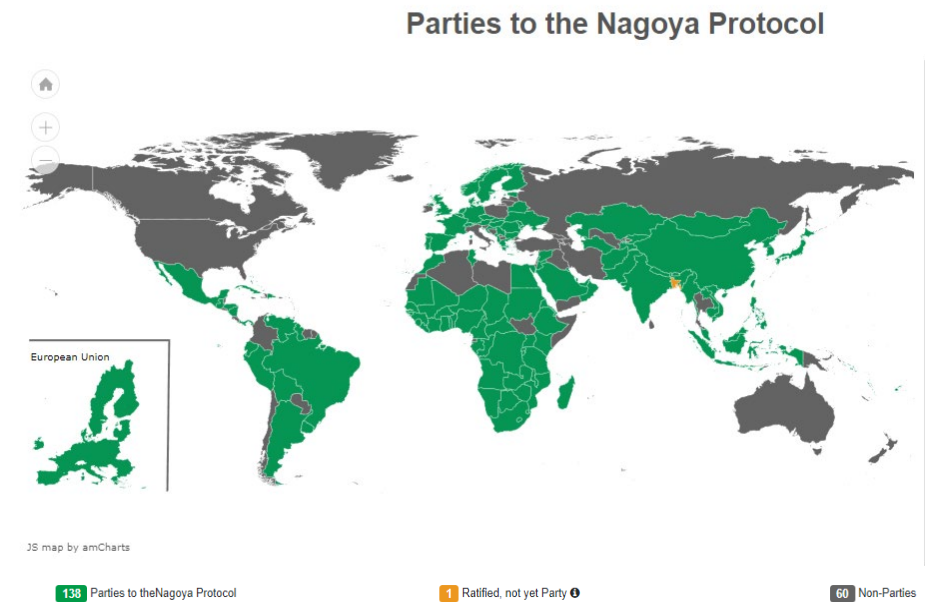 Parties to the Nagoya Protocol
European Union
JS map by amCharts
138 Parties to theNagoya Protocol
1 Ratified, not yet Party
60 Non-Parties